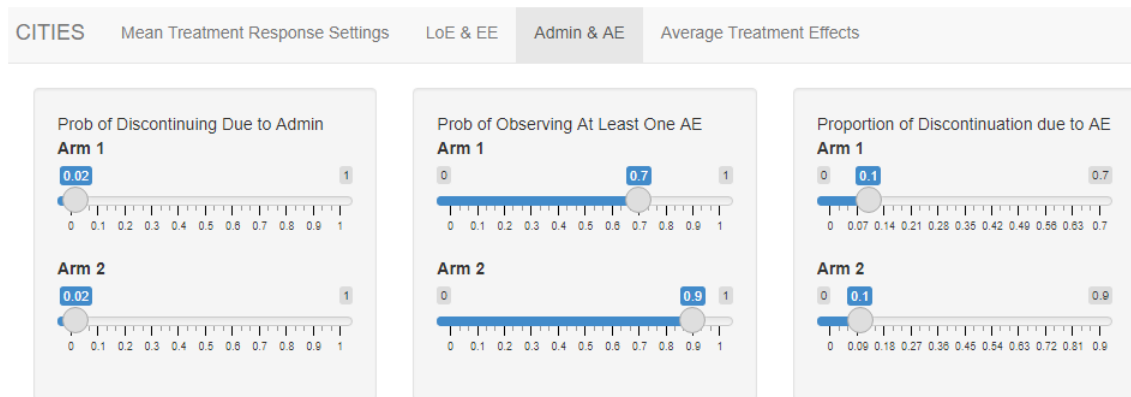 CITIES Mean Treatment Response Settings LoE & EE Admin & AE Average Treatment Effects
Prob of Discontinuing Due to Admin
Arm 1
0.02 1
0 0.1 0.2 0.3 0.4 0.5 0.6 0.7 0.8 0.9 1
Arm 2
0.02 1
0 0.1 0.2 0.3 0.4 0.5 0.6 0.7 0.8 0.9 1
Prob of Observing At Least One AE
Arm 1
0 0.7 1
0 0.1 0.2 0.3 0.4 0.5 0.6 0.7 0.8 0.9 1
Arm 2
0 0.9 1
0 0.1 0.2 0.3 0.4 0.5 0.6 0.7 0.8 0.9 1
Proportion of Discontinuation due to AE
Arm 1
0 0.1 0.7
0 0.07 0.14 0.21 0.28 0.35 0.42 0.49 0.56 0.63 0.7
Arm 2
0 0.1 0.9
0 0.09 0.18 0.27 0.36 0.45 0.54 0.63 0.72 0.81 0.9